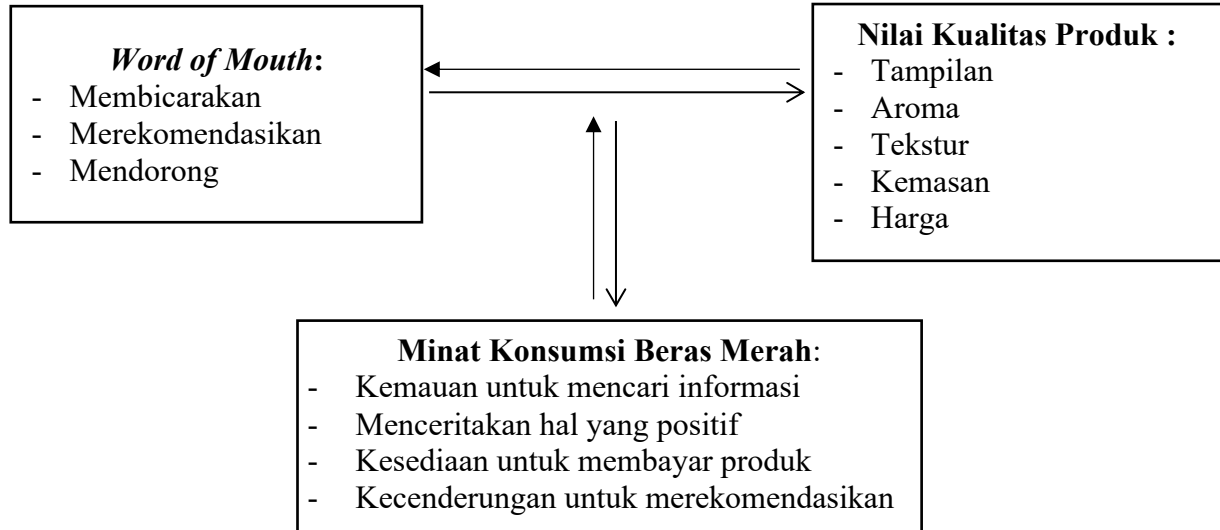 Word of Mouth:
- Membicarakan
- Merekomendasikan
- Mendorong
Nilai Kualitas Produk :
- Tampilan
- Aroma
- Tekstur
- Kemasan
- Harga
Minat Konsumsi Beras Merah:
- Kemauan untuk mencari informasi
- Menceritakan hal yang positif
- Kesediaan untuk membayar produk
- Kecenderungan untuk merekomendasikan